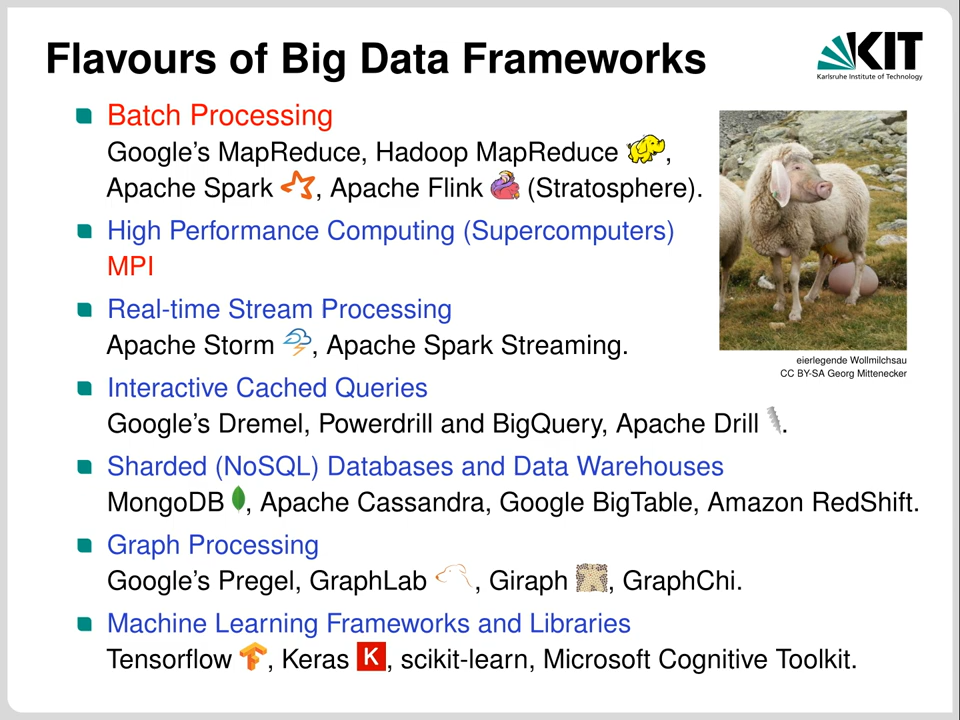 Flavours of Big Data Frameworks
KIT
Karlsruhe Institute of Technology
Batch Processing
Google's MapReduce, Hadoop MapReduce ,
Apache Spark , Apache Flink (Stratosphere).
High Performance Computing (Supercomputers)
MPI
Real-time Stream Processing
Apache Storm , Apache Spark Streaming.
eierlegende Wollmilchsau
CC BY-SA Georg Mittenecker
Interactive Cached Queries
Google's Dremel, Powerdrill and BigQuery, Apache Drill .
Sharded (NoSQL) Databases and Data Warehouses
MongoDB , Apache Cassandra, Google BigTable, Amazon RedShift.
Graph Processing
Google's Pregel, GraphLab , Giraph , GraphChi.
Machine Learning Frameworks and Libraries
Tensorflow , Keras K , scikit-learn, Microsoft Cognitive Toolkit.